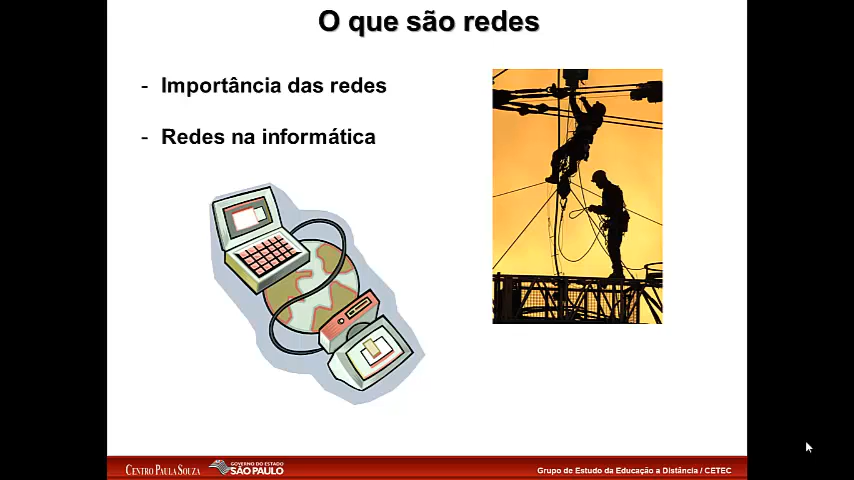 O que são redes
- Importância das redes
- Redes na informática
CENTRO PAULA SOUZA
GOVERNO DO ESTADO
SÃO PAULO
Grupo de Estudo da Educação a Distância / CETEC